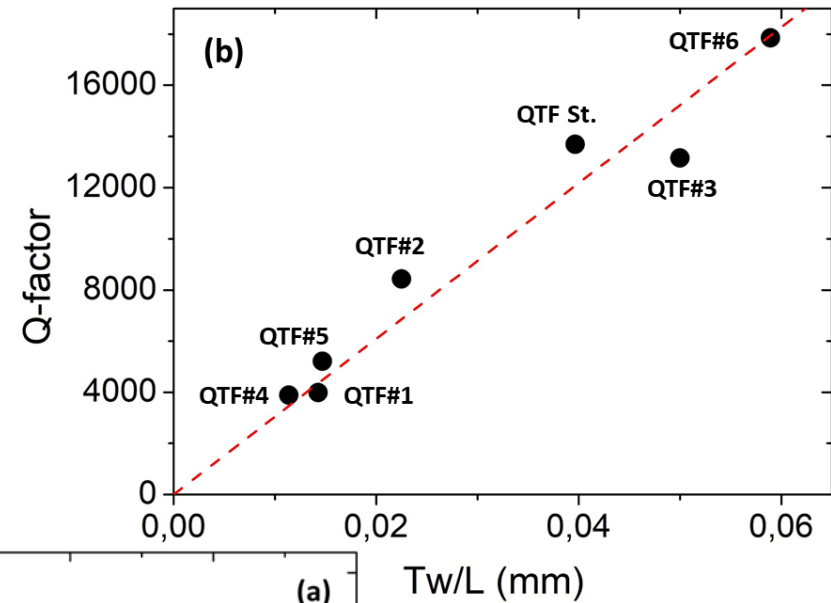 (b)
QTF#6
16000
QTF St.
12000
QTF#3
QTF#2
8000
Q-factor
QTF#5
4000
QTF#4
QTF#1
0
0,00
0,02
0,04
0,06
Tw/L (mm)
(a)